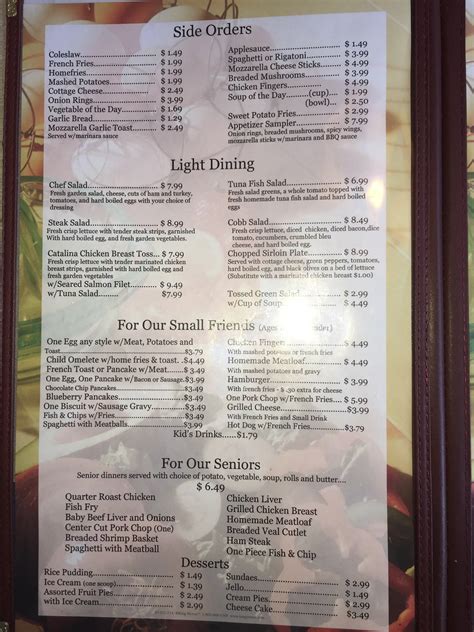 Side Orders
Coleslaw $ 1.49
French Fries $ 1.99
Homefries $ 1.99
Mashed Potatoes $ 1.99
Cottage Cheese $ 2.49
Onion Rings $ 3.99
Vegetable of the Day $ 1.69
Garlic Bread $ 1.29
Mozzarella Garlic Toast $ 2.49
Served w/marinara sauce
Applesauce $ 1.49
Spaghetti or Rigatoni $ 3.99
Mozzarella Cheese Sticks $ 4.99
Breaded Mushrooms $ 3.99
Chicken Fingers $ 4.99
Soup of the Day (cup) $ 1.99
(bowl) $ 2.50
Sweet Potato Fries $ 2.99
Appetizer Sampler $ 7.99
Onion rings, breaded mushrooms, spicy wings,
mozzarella sticks w/marinara and BBQ sauce
Light Dining
Chef Salad $ 7.99
Fresh garden salad, cheese, cuts of ham and turkey,
tomatoes, and hard boiled eggs with your choice of
dressing
Steak Salad $ 8.99
Fresh crisp lettuce with tender steak strips, garnished
With hard boiled egg, and fresh garden vegetables.
Catalina Chicken Breast Toss... $ 7.99
Fresh crisp lettuce with tender marinated chicken
breast strips, garnished with hard boiled egg and
fresh garden vegetables
w/Seared Salmon Filet $ 9.49
w/Tuna Salad $7.99
Tuna Fish Salad $ 7.99
Fresh salad greens, a whole tomato topped with
fresh homemade tuna fish salad and hard boiled
eggs
Cobb Salad $ 8.49
Fresh crisp lettuce, diced chicken, diced bacon,dice
tomato, cucumbers, crumbled bleu
cheese, and hard boiled egg.
Chopped Sirloin Plate $ 8.99
Served with cottage cheese, green peppers, tomatoes,
hard boiled egg, and black olives on a bed of lettuce
(Substitute with a marinated chicken breast $1.00)
Tossed Green Salad $ 2.99
w/Cup of Soup $ 4.49
For Our Small Friends (Ages
One Egg any style w/Meat, Potatoes and
Toast $3.79
Child Omelete w/home fries & toast. .$4.49
French Toast or Pancake w/Meat $3.49
One Egg, One Pancake w/Bacon or Sausage. $3.99
Chocolate Chip Pancakes $3.49
Blueberry Pancakes $3.49
One Biscuit w/Sausage Gravy $3.49
Fish & Chips w/Fries $3.49
Spaghetti with Meatballs $3.99
Chicken Fingers $ 4.49
With mashed potatoes or french fries
Homemade Meatloaf $ 4.49
With mashed potatoes and gravy
Hamburger $ 3.99
With french fries - $ .30 extra for cheese
One Pork Chop w/French Fries $ 5.99
Grilled Cheese $ 3.99
With French Fries and Small Drink
Hot Dog w/French Fries $ 3.99
Kid's Drinks......$1.79
For Our Seniors
Senior dinners served with choice of potato, vegetable, soup, rolls and butter....
$ 6.49
Quarter Roast Chicken
Fish Fry
Baby Beef Liver and Onions
Center Cut Pork Chop (One)
Breaded Shrimp Basket
Spaghetti with Meatball
Chicken Liver
Grilled Chicken Breast
Homemade Meatloaf
Breaded Veal Cutlet
Ham Steak
One Piece Fish & Chip
Desserts
Rice Pudding $ 1.49
Ice Cream (one scoop) $ 1.49
Assorted Fruit Pies $ 2.49
with Ice Cream $ 2.99
Sundaes $ 2.99
Jello $ 1.49
Cream Pies $ 2.99
Cheese Cake $ 3.99